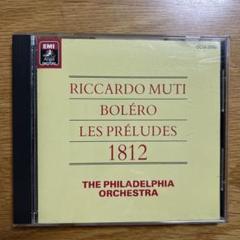 EMI
RICCARDO MUTI
BOLÉRO
LES PRÉLUDES
1812
THE PHILADELPHIA
ORCHESTRA